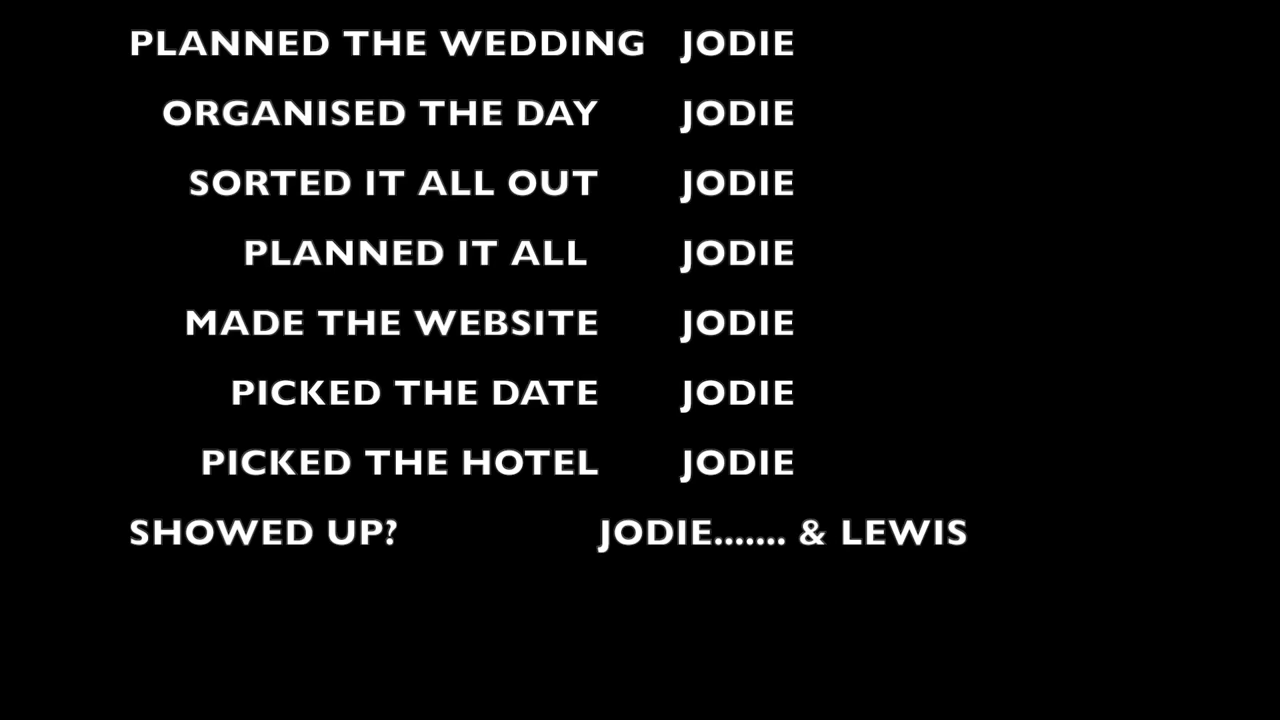 PLANNED THE WEDDING JODIE
ORGANISED THE DAY JODIE
SORTED IT ALL OUT JODIE
PLANNED IT ALL JODIE
MADE THE WEBSITE JODIE
PICKED THE DATE JODIE
PICKED THE HOTEL JODIE
SHOWED UP? JODIE....... & LEWIS